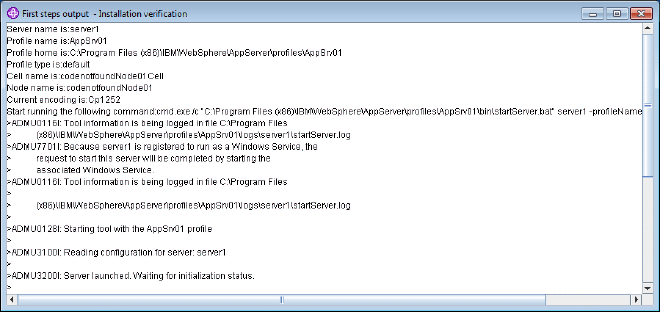 First steps output - Installation verification
Server name is:server1
Profile name is:AppSrv01
Profile home is:C:\Program Files (x86)\IBM\WebSphere\AppServer\profiles\AppSrv01
Profile type is:default
Cell name is:codenotfoundNode01Cell
Node name is:codenotfoundNode01
Current encoding is:Cp1252
Start running the following command:cmd.exe /c "C:\Program Files (x86)\IBM\WebSphere\AppServer\profiles\AppSrv01\bin\startServer.bat" server1 -profileName
>ADMU0116I: Tool information is being logged in file C:\Program Files
> (x86)\IBM\WebSphere\AppServer\profiles\AppSrv01\logs\server1\startServer.log
>ADMU7701I: Because server1 is registered to run as a Windows Service, the
> request to start this server will be completed by starting the
> associated Windows Service.
>ADMU0116I: Tool information is being logged in file C:\Program Files
>
> (x86)\IBM\WebSphere\AppServer\profiles\AppSrv01\logs\server1\startServer.log
>
>ADMU0128I: Starting tool with the AppSrv01 profile
>
>ADMU3100I: Reading configuration for server: server1
>
>ADMU3200I: Server launched. Waiting for initialization status.
>